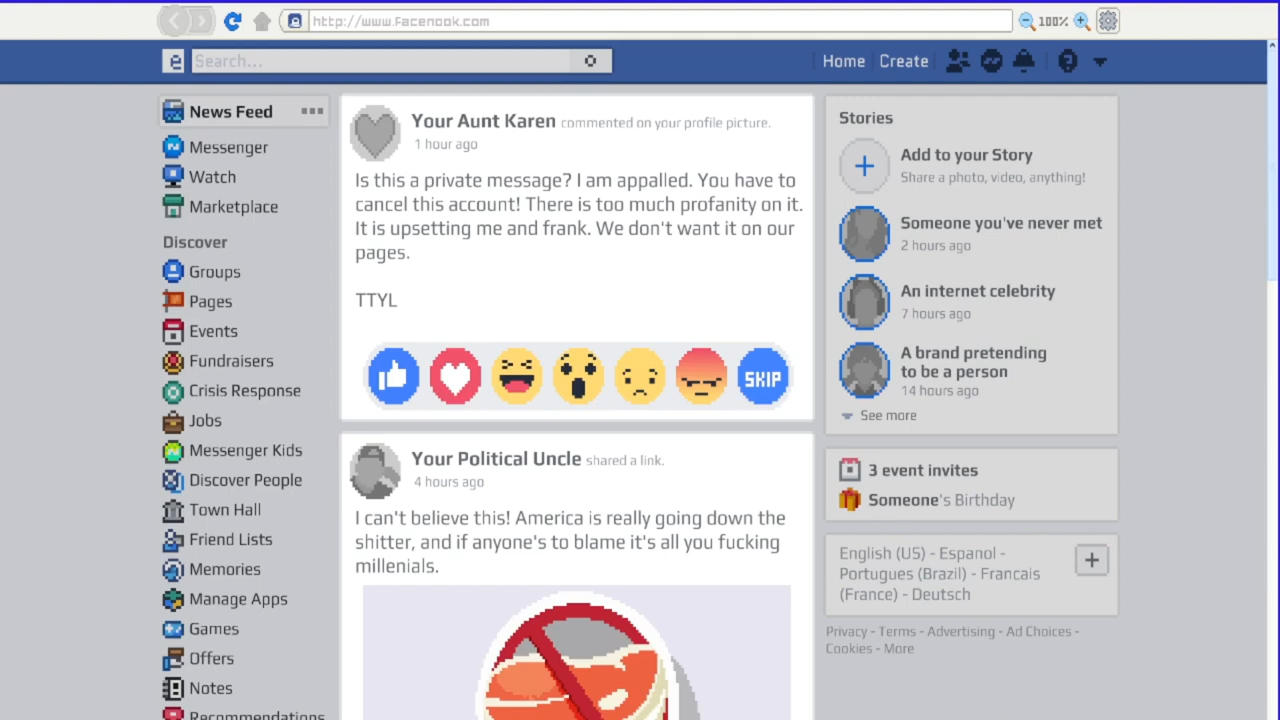 http://www.Facenook.com
100%
e
Search...
Home Create
News Feed
Messenger
Watch
Marketplace
Discover
Groups
Pages
Events
Fundraisers
Crisis Response
Jobs
Messenger Kids
Discover People
Town Hall
Friend Lists
Memories
Manage Apps
Games
Offers
Notes
Recommendations
Your Aunt Karen commented on your profile picture.
1 hour ago
Is this a private message? I am appalled. You have to
cancel this account! There is too much profanity on it.
It is upsetting me and frank. We don't want it on our
pages.
TTYL
SKIP
Your Political Uncle shared a link.
4 hours ago
I can't believe this! America is really going down the
shitter, and if anyone's to blame it's all you fucking
millenials.
Stories
Add to your Story
Share a photo, video, anything!
Someone you've never met
2 hours ago
An internet celebrity
7 hours ago
A brand pretending
to be a person
14 hours ago
See more
3 event invites
Someone's Birthday
English (US) - Espanol -
Portugues (Brazil) - Francais
(France) - Deutsch
Privacy - Terms - Advertising - Ad Choices -
Cookies - More